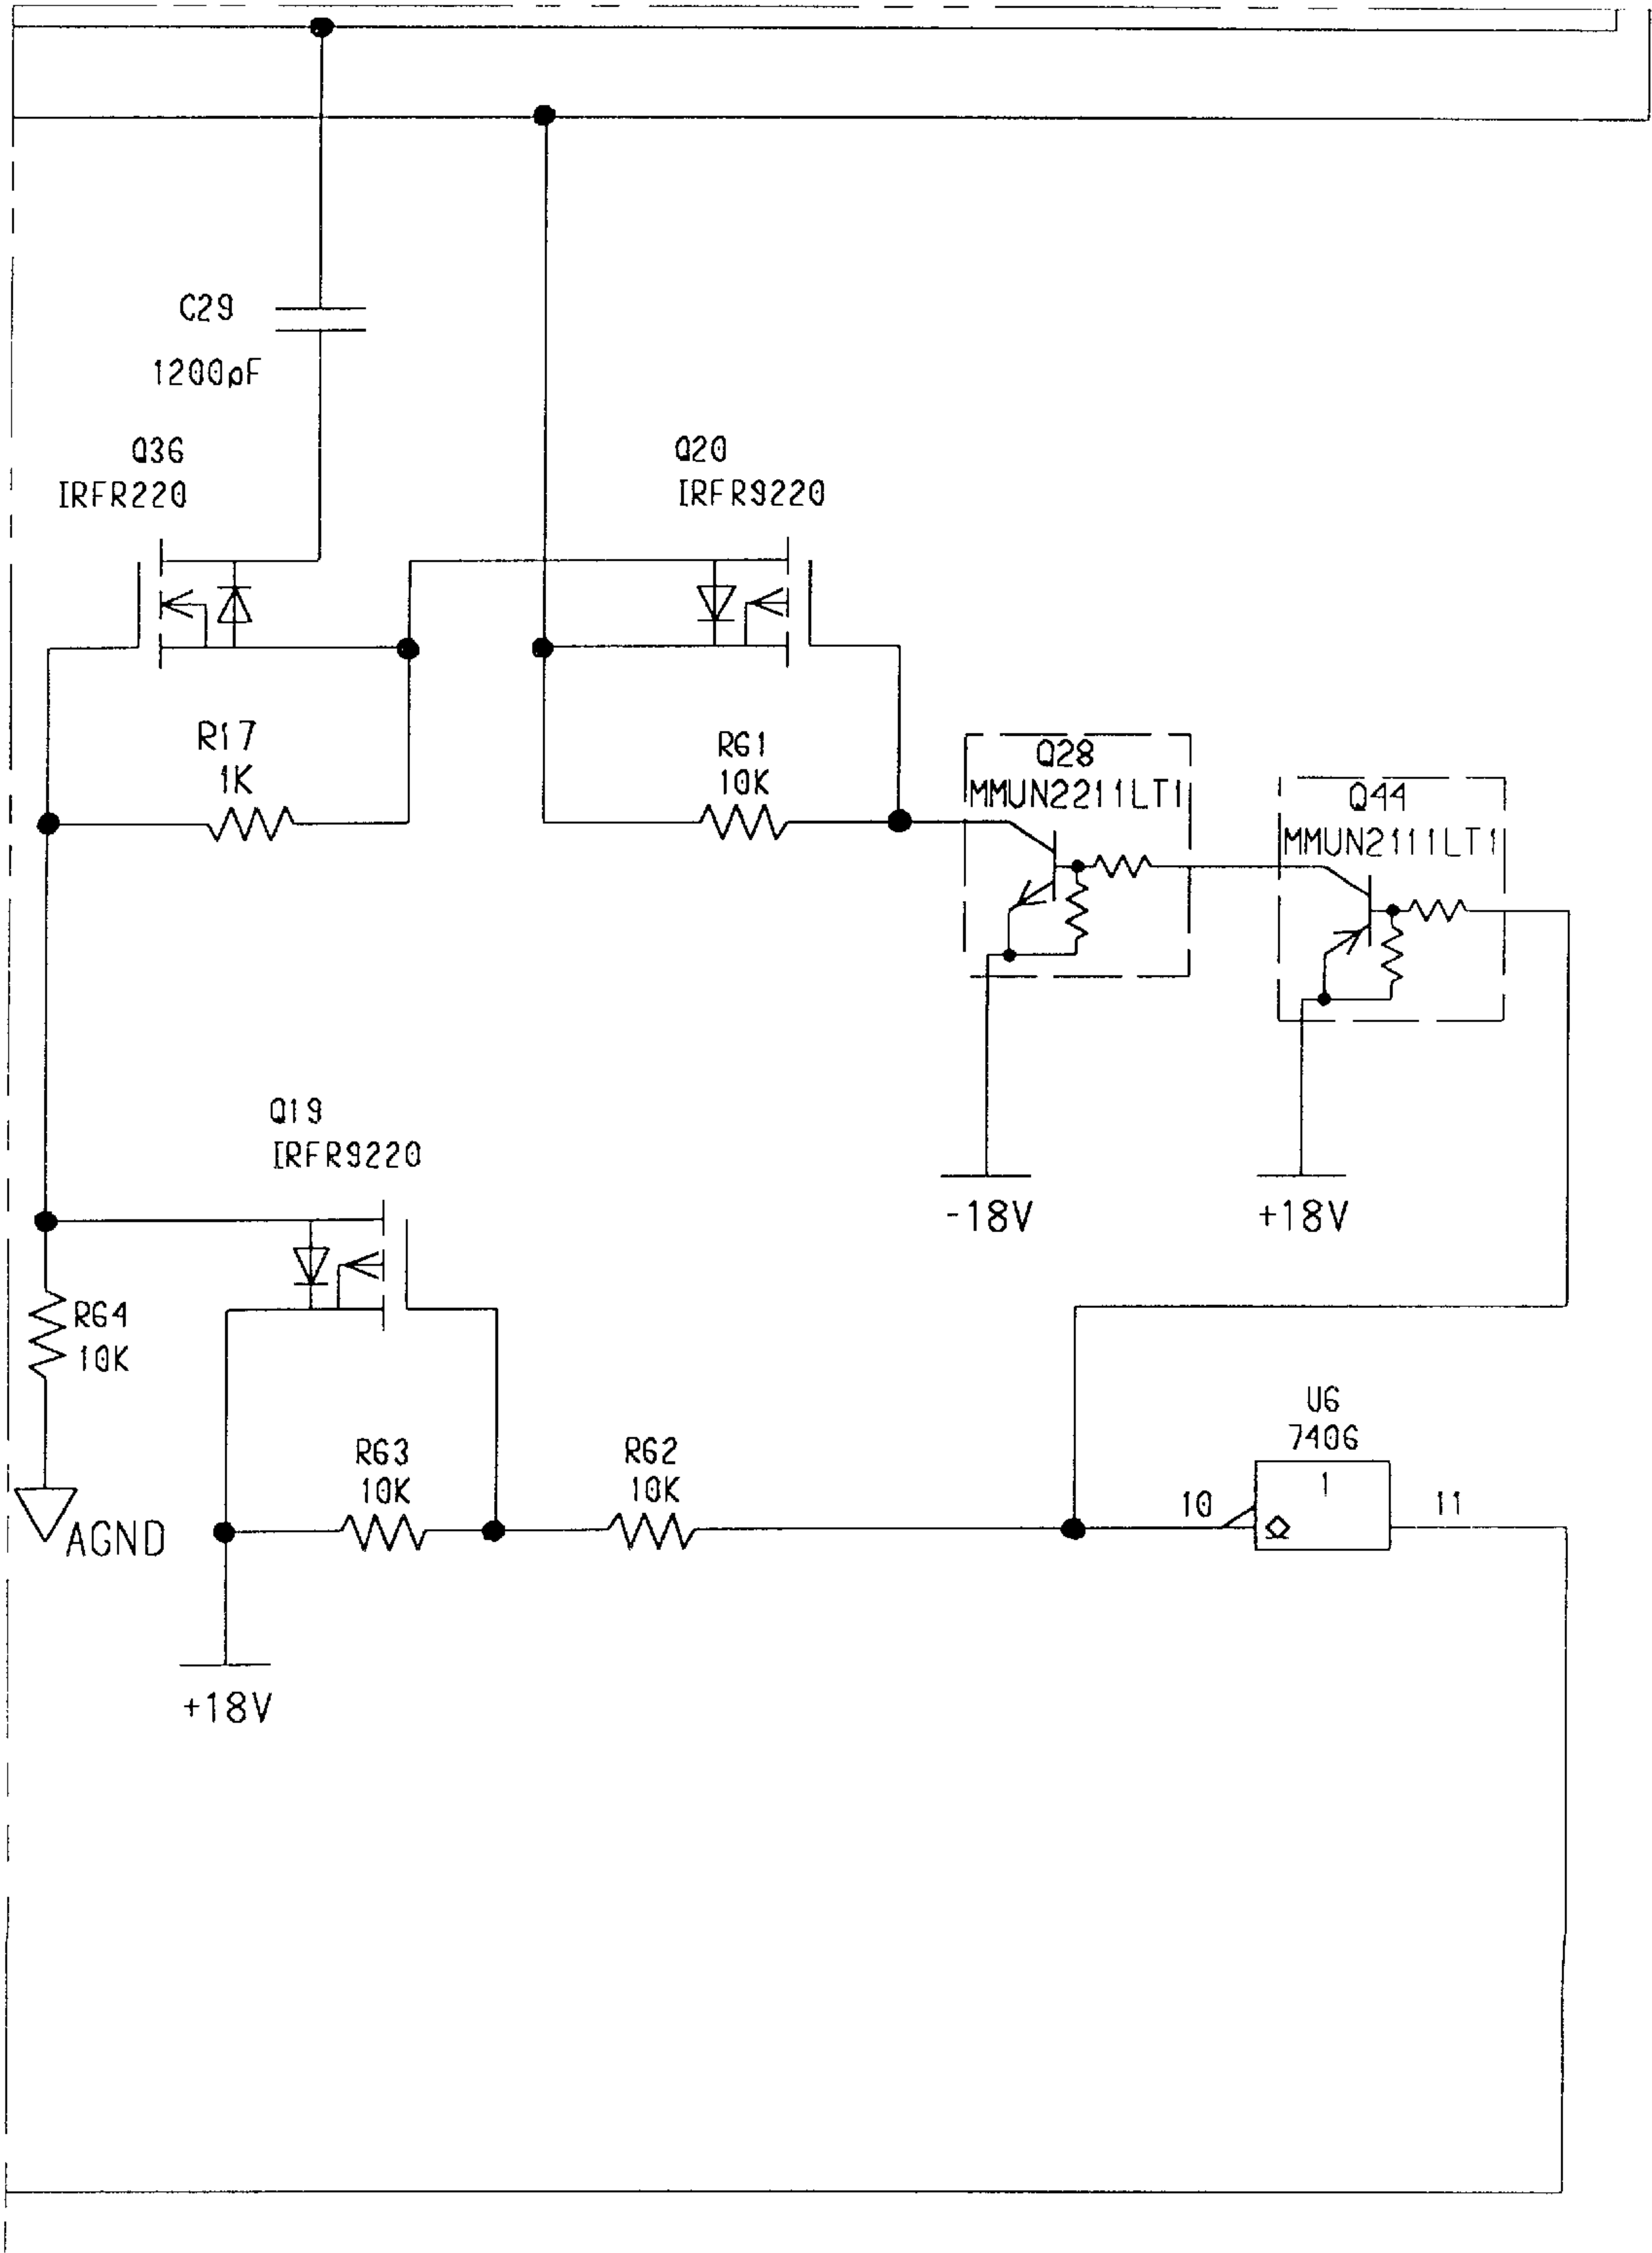 C29
1200pF
Q36
IRFR220
Q20
IRFR9220
R17
1K
R61
10K
Q28
MMUN2211LT1
Q44
MMUN2111LT1
Q19
IRFR9220
-18V
+18V
R64
10K
U6
7406
R63
10K
R62
10K
1
10
11
AGND
+18V